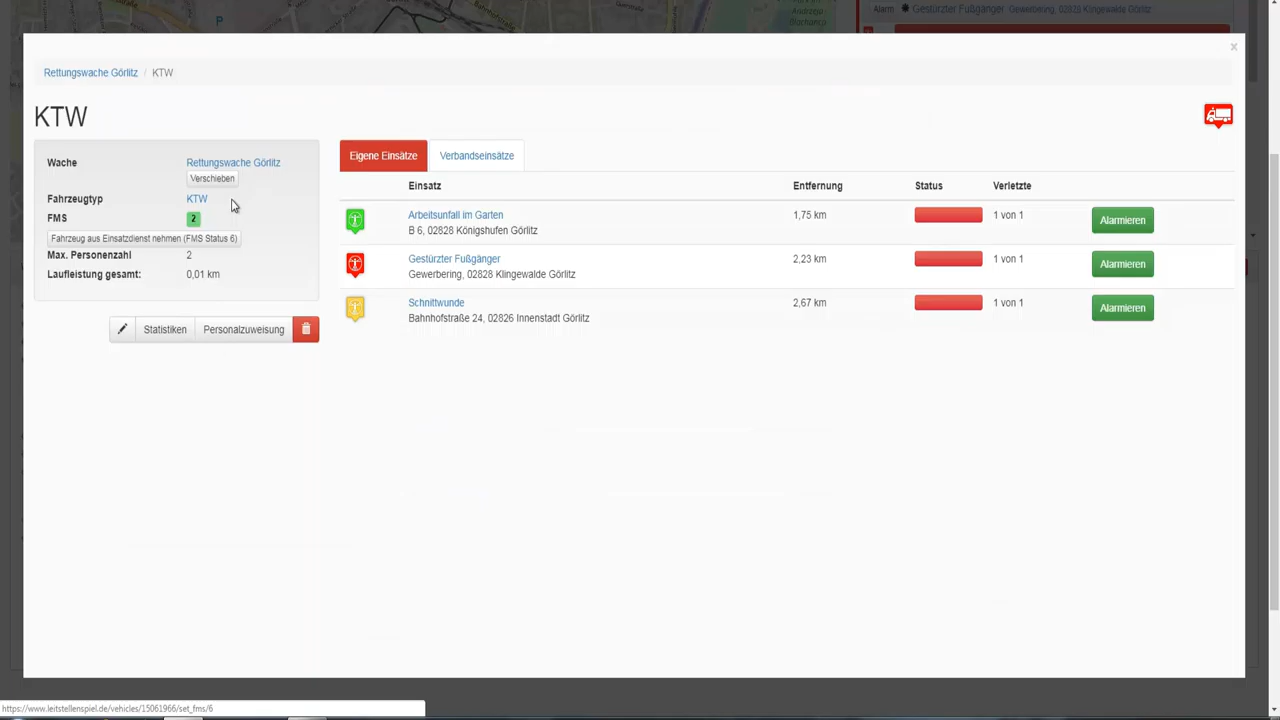 P
Andrzeja
Stachanca
Alarm Gestürzter Fußgänger Gewerbering, 02828 Klingewalde Görlitz
×
Rettungswache Görlitz / KTW
KTW
Wache Rettungswache Görlitz
Verschieben
Fahrzeugtyp KTW
FMS 2
Fahrzeug aus Einsatzdienst nehmen (FMS Status 6)
Max. Personenzahl 2
Laufleistung gesamt: 0,01 km
Statistiken Personalzuweisung
Eigene Einsätze Verbandseinsätze
Einsatz Entfernung Status Verletzte
Arbeitsunfall im Garten 1,75 km 1 von 1 Alarmieren
B 6, 02828 Königshufen Görlitz
Gestürzter Fußgänger 2,23 km 1 von 1 Alarmieren
Gewerbering, 02828 Klingewalde Görlitz
Schnittwunde 2,67 km 1 von 1 Alarmieren
Bahnhofstraße 24, 02826 Innenstadt Görlitz
https://www.leitstellenspiel.de/vehicles/15061966/set_fms/6